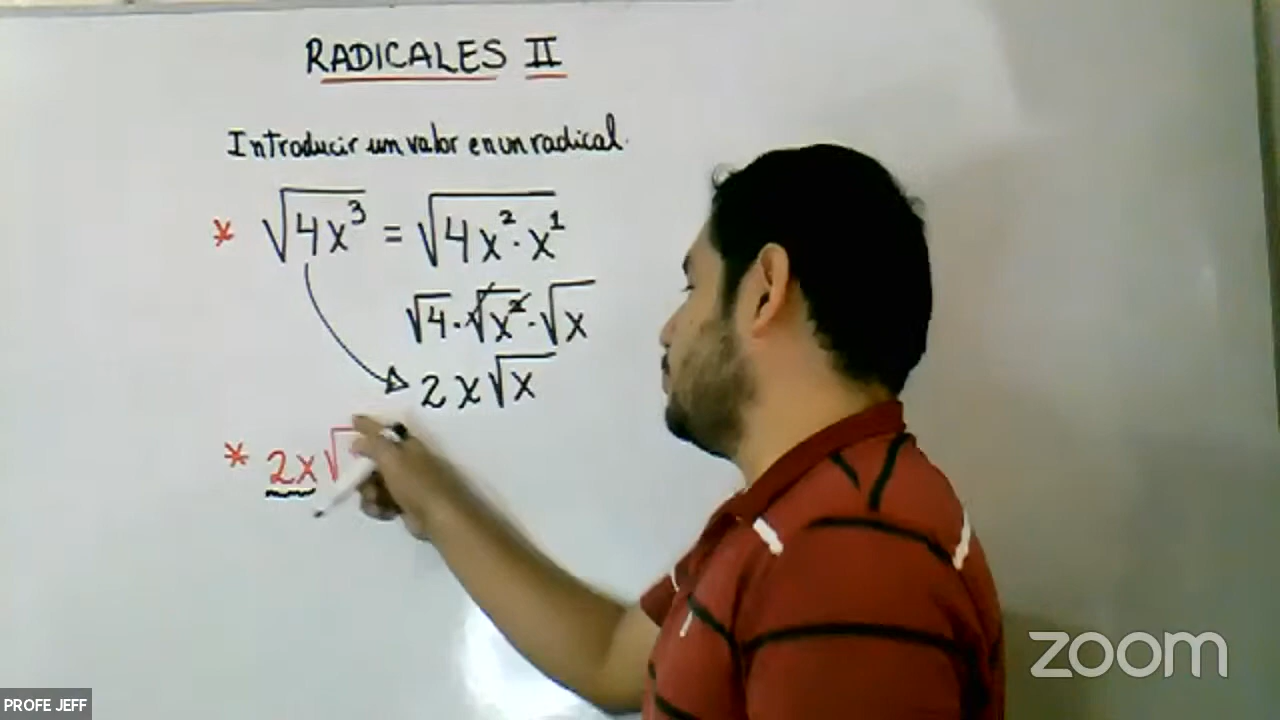 RADICALES II
Introducir un valor en un radical.
* √4x³ = √4x²·x¹
√4·√x²·√x
2x√x
* 2x√
zoom
PROFE JEFF